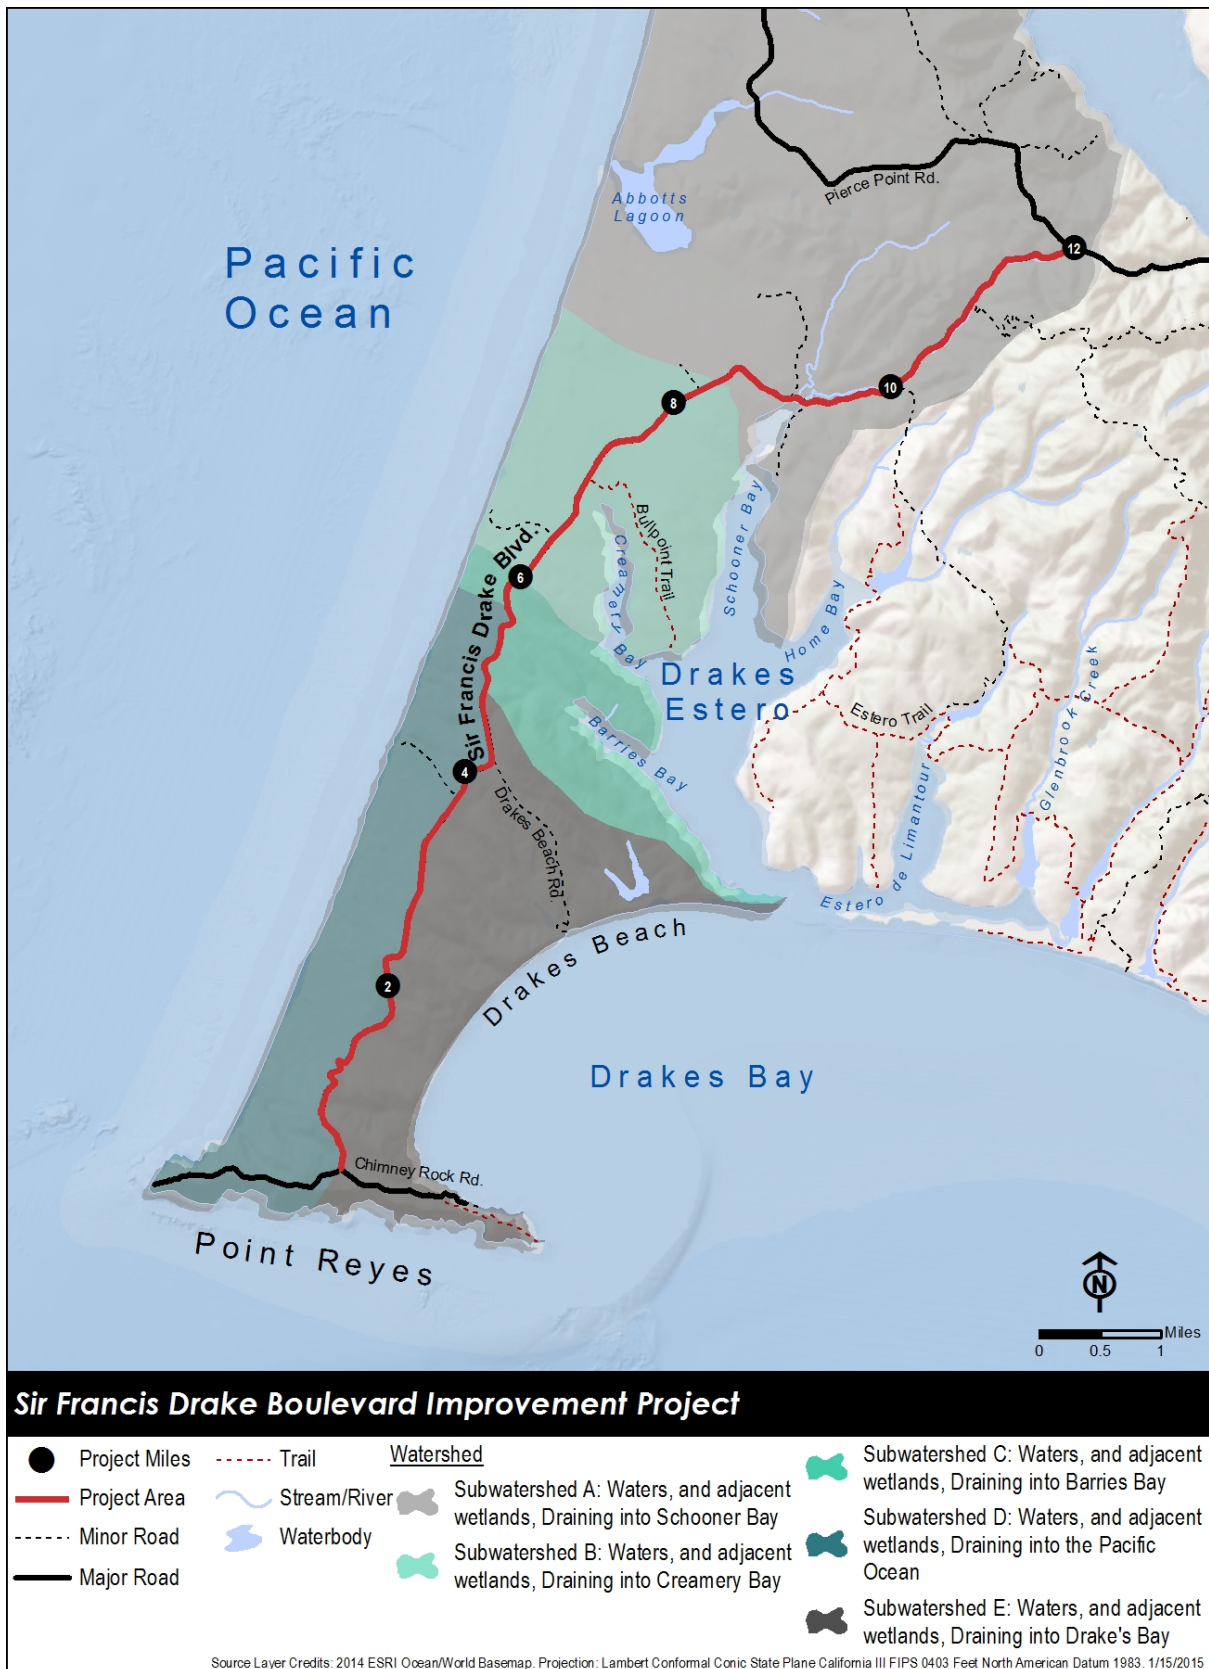 Pacific
Ocean
Abbotts
Lagoon
Pierce Point Rd.
12
10
8
6
4
2
Sir Francis Drake Blvd.
Bullpoint Trail
Creamery Bay
Schooner Bay
Home Bay
Drakes
Estero
Barries Bay
Estero Trail
Glenbrook Creek
Estero de Limantour
Drakes Beach Rd.
Drakes Beach
Drakes Bay
Chimney Rock Rd.
Point Reyes
N
Miles
0 0.5 1
Sir Francis Drake Boulevard Improvement Project
Project Miles
Project Area
Minor Road
Major Road
Trail
Stream/River
Waterbody
Watershed
Subwatershed A: Waters, and adjacent
wetlands, Draining into Schooner Bay
Subwatershed B: Waters, and adjacent
wetlands, Draining into Creamery Bay
Subwatershed C: Waters, and adjacent
wetlands, Draining into Barries Bay
Subwatershed D: Waters, and adjacent
wetlands, Draining into the Pacific
Ocean
Subwatershed E: Waters, and adjacent
wetlands, Draining into Drake's Bay
Source Layer Credits: 2014 ESRI Ocean/World Basemap. Projection: Lambert Conformal Conic State Plane California III FIPS 0403 Feet North American Datum 1983. 1/15/2015